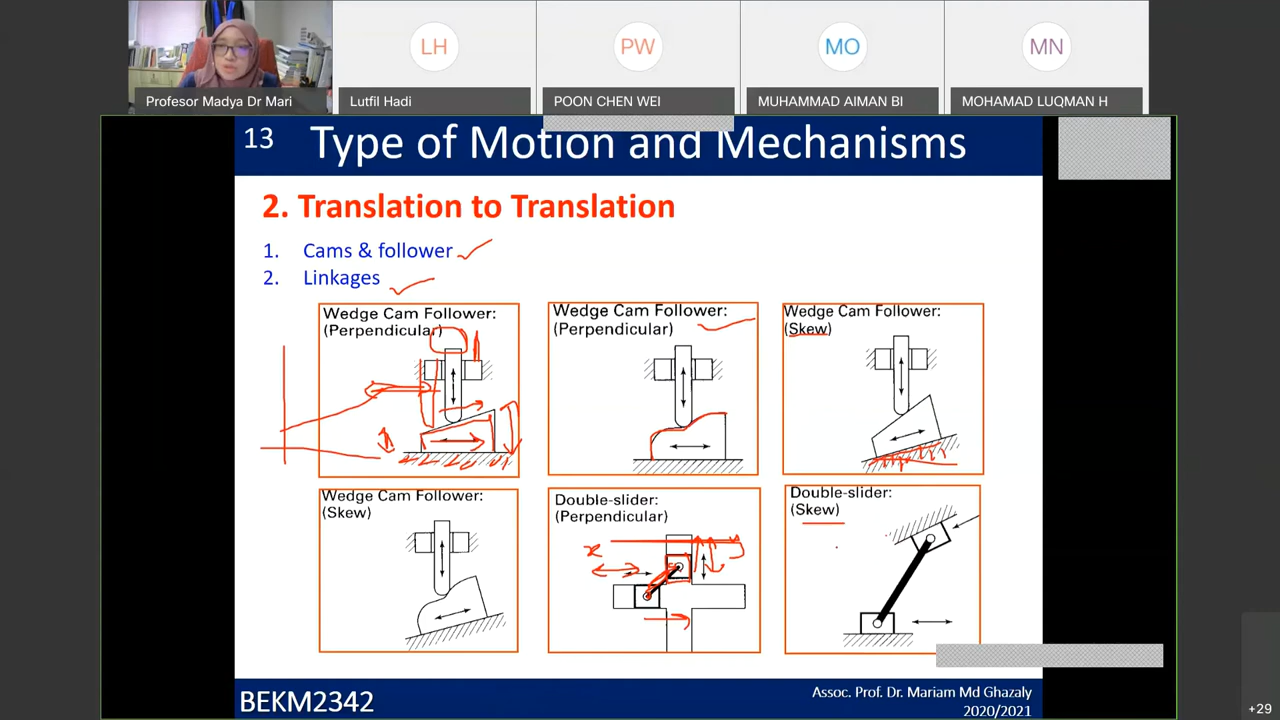 LH
PW
MO
MN
Profesor Madya Dr Mari
Lutfil Hadi
POON CHEN WEI
MUHAMMAD AIMAN BI
MOHAMAD LUQMAN H
13
Type of Motion and Mechanisms
2. Translation to Translation
1. Cams & follower
2. Linkages
Wedge Cam Follower:
(Perpendicular)
Wedge Cam Follower:
(Perpendicular)
Wedge Cam Follower:
(Skew)
Wedge Cam Follower:
(Skew)
Double-slider:
(Perpendicular)
x
y
Double-slider:
(Skew)
BEKM2342
Assoc. Prof. Dr. Mariam Md Ghazaly
2020/2021
+29